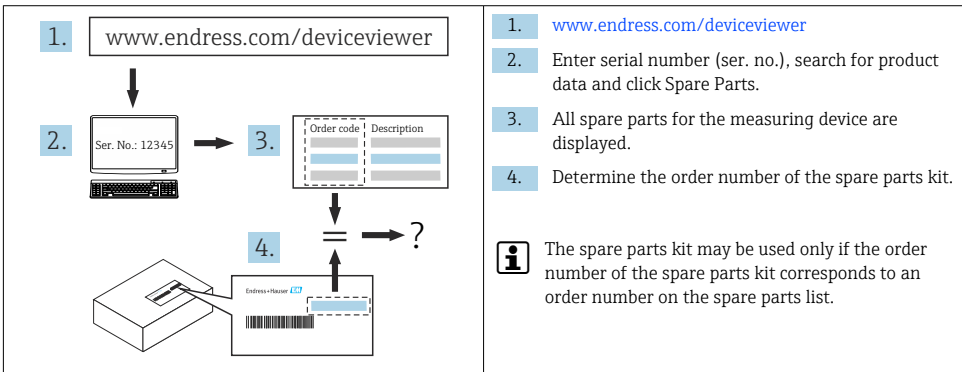 1.
www.endress.com/deviceviewer
2.
Ser. No.: 12345
3.
Order code
Description
4.
=
?
Endress+Hauser EH
1. www.endress.com/deviceviewer
2. Enter serial number (ser. no.), search for product
data and click Spare Parts.
3. All spare parts for the measuring device are
displayed.
4. Determine the order number of the spare parts kit.
i The spare parts kit may be used only if the order
number of the spare parts kit corresponds to an
order number on the spare parts list.